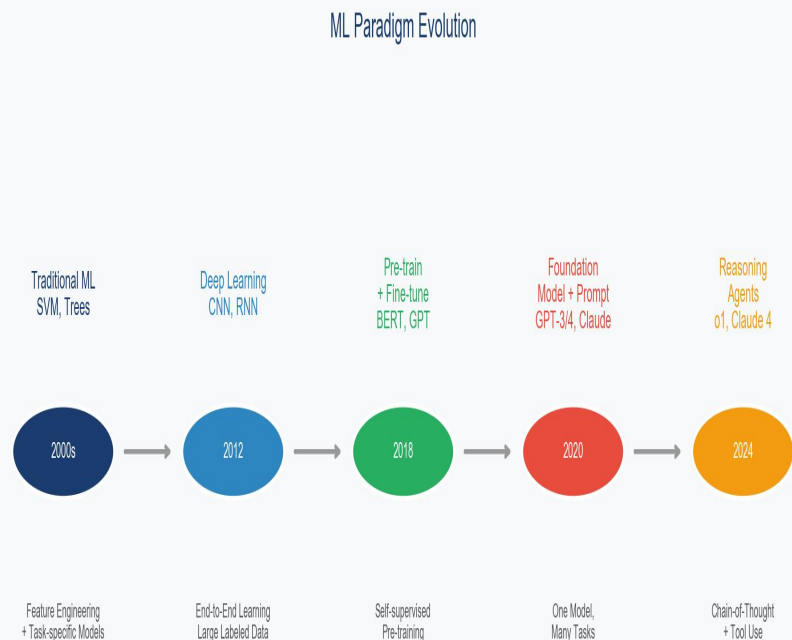 ML Paradigm Evolution
Traditional ML
SVM, Trees
Deep Learning
CNN, RNN
Pre-train
+ Fine-tune
BERT, GPT
Foundation
Model + Prompt
GPT-3/4, Claude
Reasoning
Agents
o1, Claude 4
2000s
2012
2018
2020
2024
Feature Engineering
+ Task-specific Models
End-to-End Learning
Large Labeled Data
Self-supervised
Pre-training
One Model,
Many Tasks
Chain-of-Thought
+ Tool Use